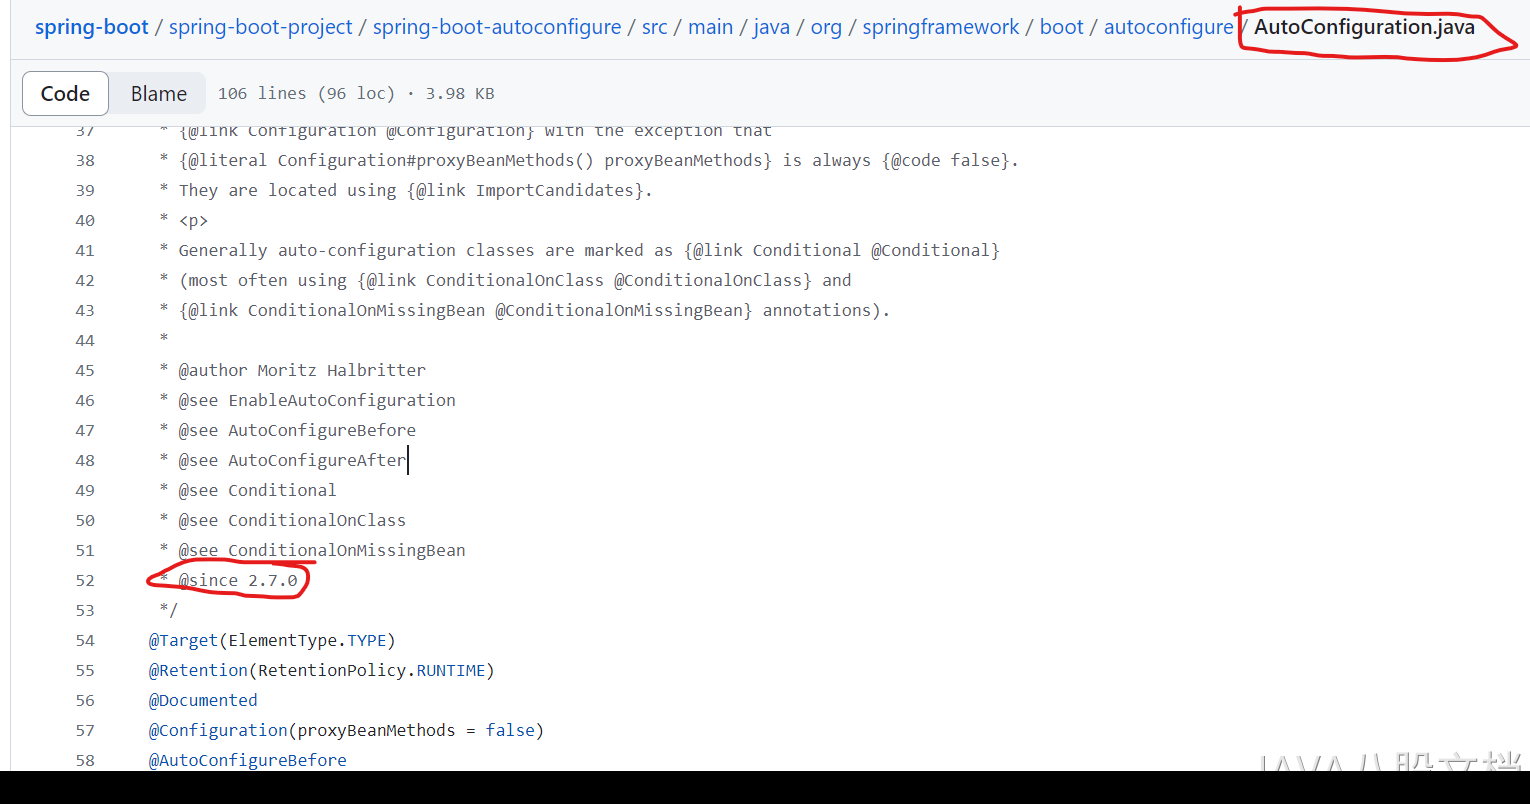 spring-boot / spring-boot-project / spring-boot-autoconfigure / src / main / java / org / springframework / boot / autoconfigure / AutoConfiguration.java
Code Blame 106 lines (96 loc) · 3.98 KB
37 * {@link Configuration @Configuration} with the exception that
38 * {@literal Configuration#proxyBeanMethods() proxyBeanMethods} is always {@code false}.
39 * They are located using {@link ImportCandidates}.
40 * <p>
41 * Generally auto-configuration classes are marked as {@link Conditional @Conditional}
42 * (most often using {@link ConditionalOnClass @ConditionalOnClass} and
43 * {@link ConditionalOnMissingBean @ConditionalOnMissingBean} annotations).
44 *
45 * @author Moritz Halbritter
46 * @see EnableAutoConfiguration
47 * @see AutoConfigureBefore
48 * @see AutoConfigureAfter
49 * @see Conditional
50 * @see ConditionalOnClass
51 * @see ConditionalOnMissingBean
52 * @since 2.7.0
53 */
54 @Target(ElementType.TYPE)
55 @Retention(RetentionPolicy.RUNTIME)
56 @Documented
57 @Configuration(proxyBeanMethods = false)
58 @AutoConfigureBefore
JAVA八股文档